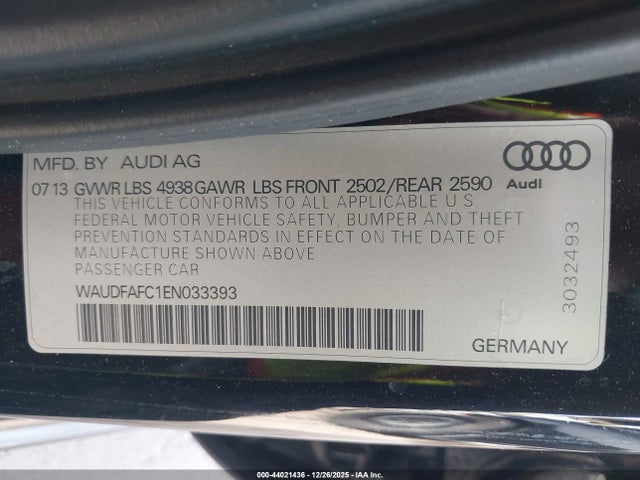 MFD. BY AUDI AG
07 13 GVWR LBS 4938 GAWR LBS FRONT 2502/REAR 2590
Audi
THIS VEHICLE CONFORMS TO ALL APPLICABLE U.S.
FEDERAL MOTOR VEHICLE SAFETY, BUMPER AND THEFT
PREVENTION STANDARDS IN EFFECT ON THE DATE OF
MANUFACTURE SHOWN ABOVE
PASSENGER CAR
WAUDFAFC1EN033393
3032493
GERMANY
000-44021436 | 12/26/2025 | IAA Inc.